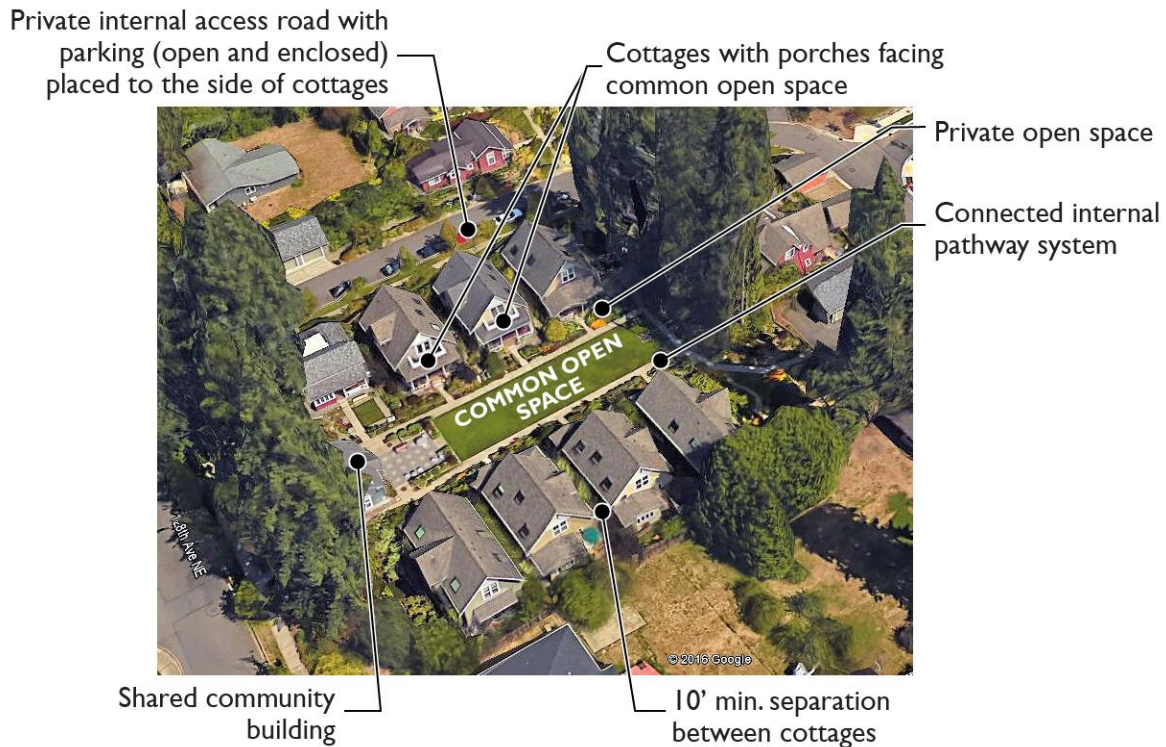 Private internal access road with
parking (open and enclosed)
placed to the side of cottages
Cottages with porches facing
common open space
Private open space
Connected internal
pathway system
COMMON OPEN
SPACE
28th Ave NE
© 2016 Google
Shared community
building
10' min. separation
between cottages